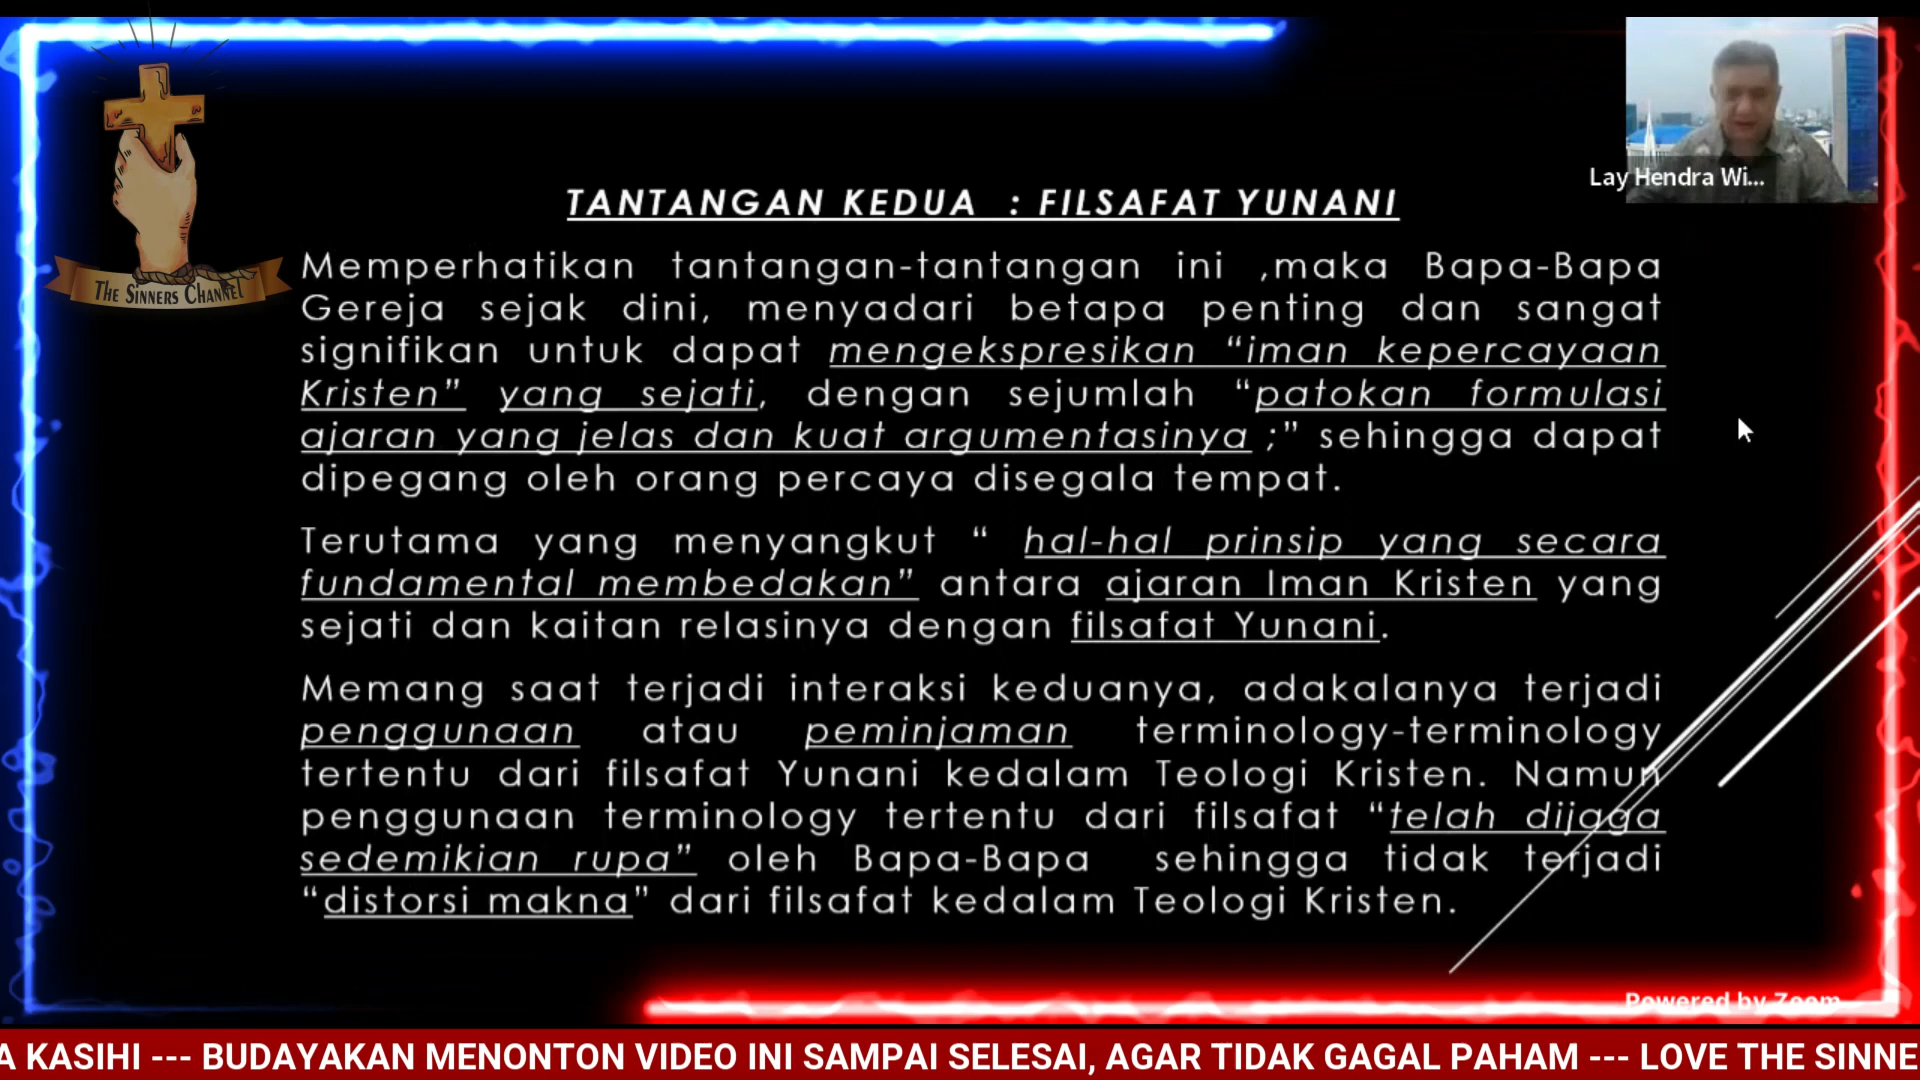 THE SINNERS CHANNEL
Lay Hendra Wi...
TANTANGAN KEDUA : FILSAFAT YUNANI
Memperhatikan tantangan-tantangan ini ,maka Bapa-Bapa
Gereja sejak dini, menyadari betapa penting dan sangat
signifikan untuk dapat mengekspresikan “iman kepercayaan
Kristen” yang sejati, dengan sejumlah “patokan formulasi
ajaran yang jelas dan kuat argumentasinya ;” sehingga dapat
dipegang oleh orang percaya disegala tempat.
Terutama yang menyangkut “ hal-hal prinsip yang secara
fundamental membedakan” antara ajaran Iman Kristen yang
sejati dan kaitan relasinya dengan filsafat Yunani.
Memang saat terjadi interaksi keduanya, adakalanya terjadi
penggunaan atau peminjaman terminology-terminology
tertentu dari filsafat Yunani kedalam Teologi Kristen. Namun
penggunaan terminology tertentu dari filsafat “telah dijaga
sedemikian rupa” oleh Bapa-Bapa sehingga tidak terjadi
“distorsi makna” dari filsafat kedalam Teologi Kristen.
Powered by Zoom
A KASIHI --- BUDAYAKAN MENONTON VIDEO INI SAMPAI SELESAI, AGAR TIDAK GAGAL PAHAM --- LOVE THE SINNE